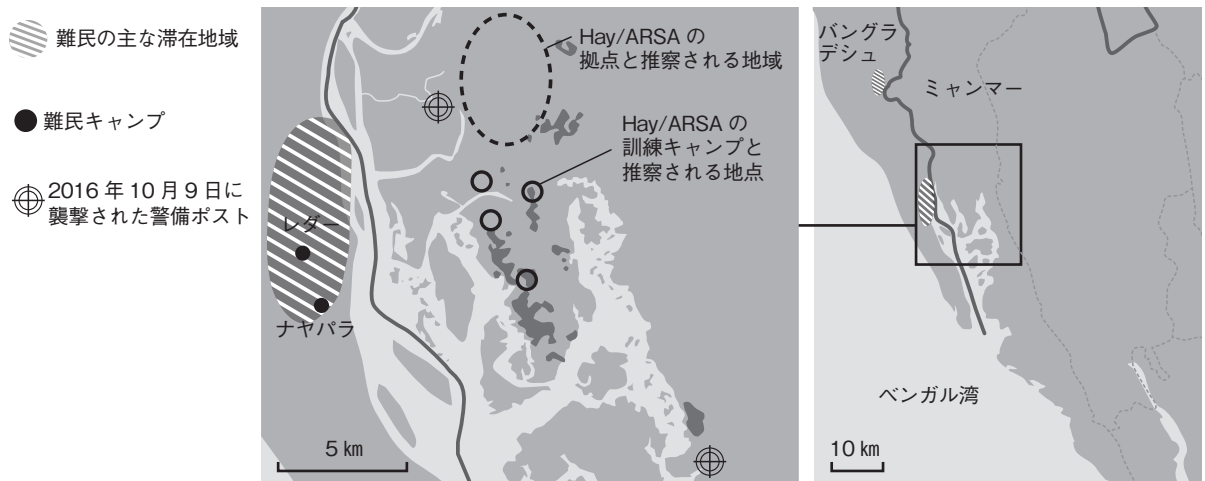 難民の主な滞在地域
難民キャンプ
2016 年 10 月 9 日に
襲撃された警備ポスト
レダー
ナヤパラ
Hay/ARSA の
拠点と推察される地域
Hay/ARSA の
訓練キャンプと
推察される地点
5 km
バングラ
デシュ
ミャンマー
ベンガル湾
10 km